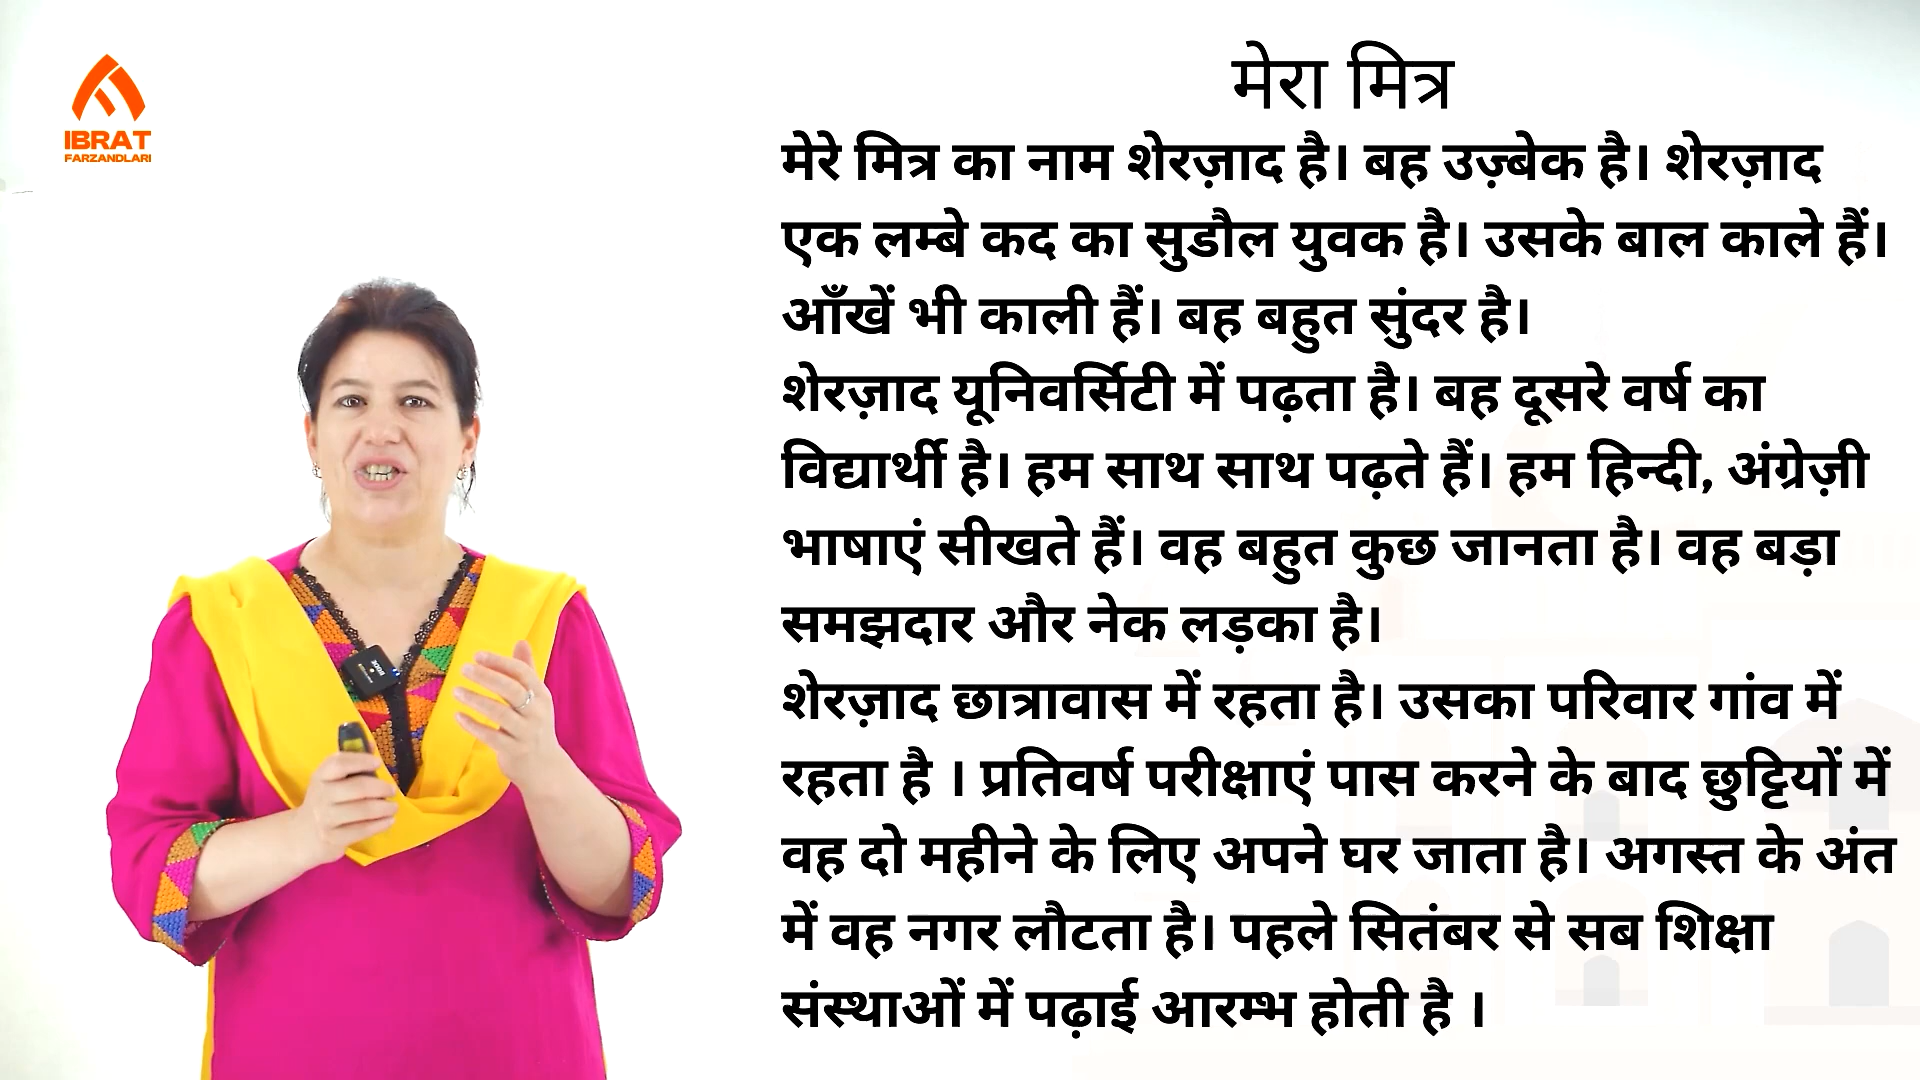 IBRAT
FARZANDLARI
मेरा मित्र
मेरे मित्र का नाम शेरज़ाद है। बह उज़्बेक है। शेरज़ाद
एक लम्बे कद का सुडौल युवक है। उसके बाल काले हैं।
आँखें भी काली हैं। बह बहुत सुंदर है।
शेरज़ाद यूनिवर्सिटी में पढ़ता है। बह दूसरे वर्ष का
विद्यार्थी है। हम साथ साथ पढ़ते हैं। हम हिन्दी, अंग्रेज़ी
भाषाएं सीखते हैं। वह बहुत कुछ जानता है। वह बड़ा
समझदार और नेक लड़का है।
शेरज़ाद छात्रावास में रहता है। उसका परिवार गांव में
रहता है । प्रतिवर्ष परीक्षाएं पास करने के बाद छुट्टियों में
वह दो महीने के लिए अपने घर जाता है। अगस्त के अंत
में वह नगर लौटता है। पहले सितंबर से सब शिक्षा
संस्थाओं में पढ़ाई आरम्भ होती है ।